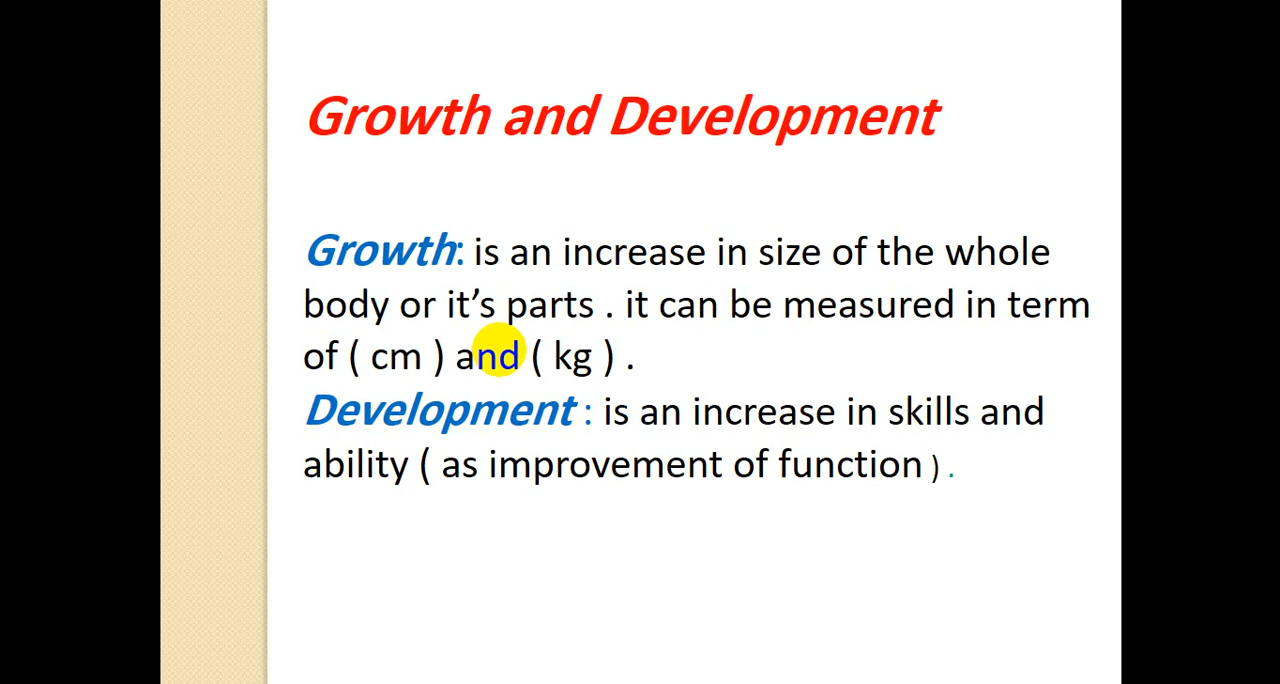 Growth and Development
Growth: is an increase in size of the whole
body or it’s parts . it can be measured in term
of ( cm ) and ( kg ) .
Development : is an increase in skills and
ability ( as improvement of function ) .